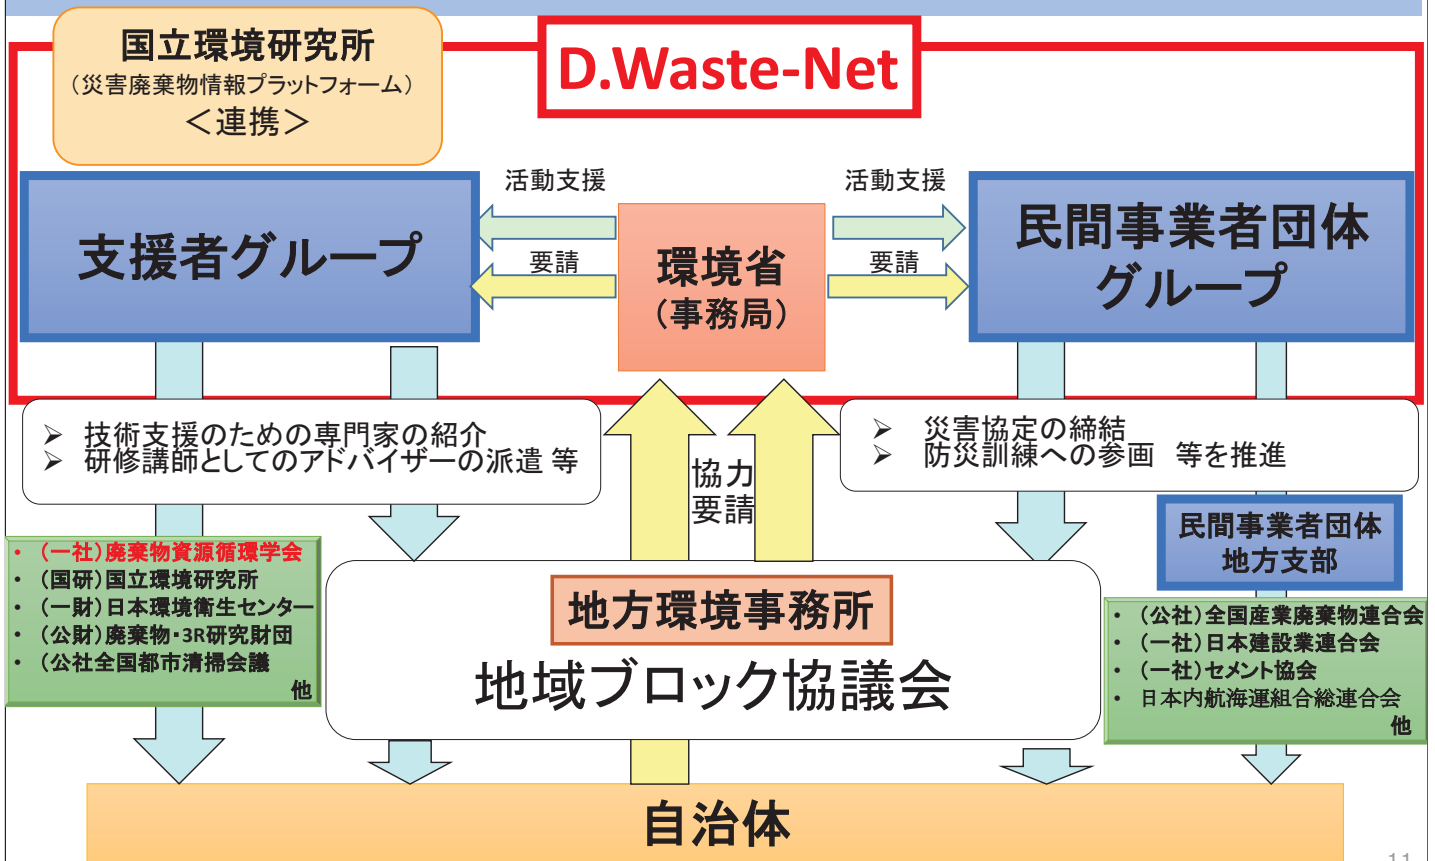 国立環境研究所
（災害廃棄物情報プラットフォーム）
＜連携＞
D.Waste-Net
支援者グループ
活動支援
要請
環境省
（事務局）
活動支援
要請
民間事業者団体
グループ
➢ 技術支援のための専門家の紹介
➢ 研修講師としてのアドバイザーの派遣 等
協力
要請
➢ 災害協定の締結
➢ 防災訓練への参画　等を推進
・（一社）廃棄物資源循環学会
・（国研）国立環境研究所
・（一財）日本環境衛生センター
・（公財）廃棄物・3R研究財団
・（公社全国都市清掃会議
他
地方環境事務所
地域ブロック協議会
民間事業者団体
地方支部
・（公社）全国産業廃棄物連合会
・（一社）日本建設業連合会
・（一社）セメント協会
・日本内航海運組合総連合会
他
自治体
11